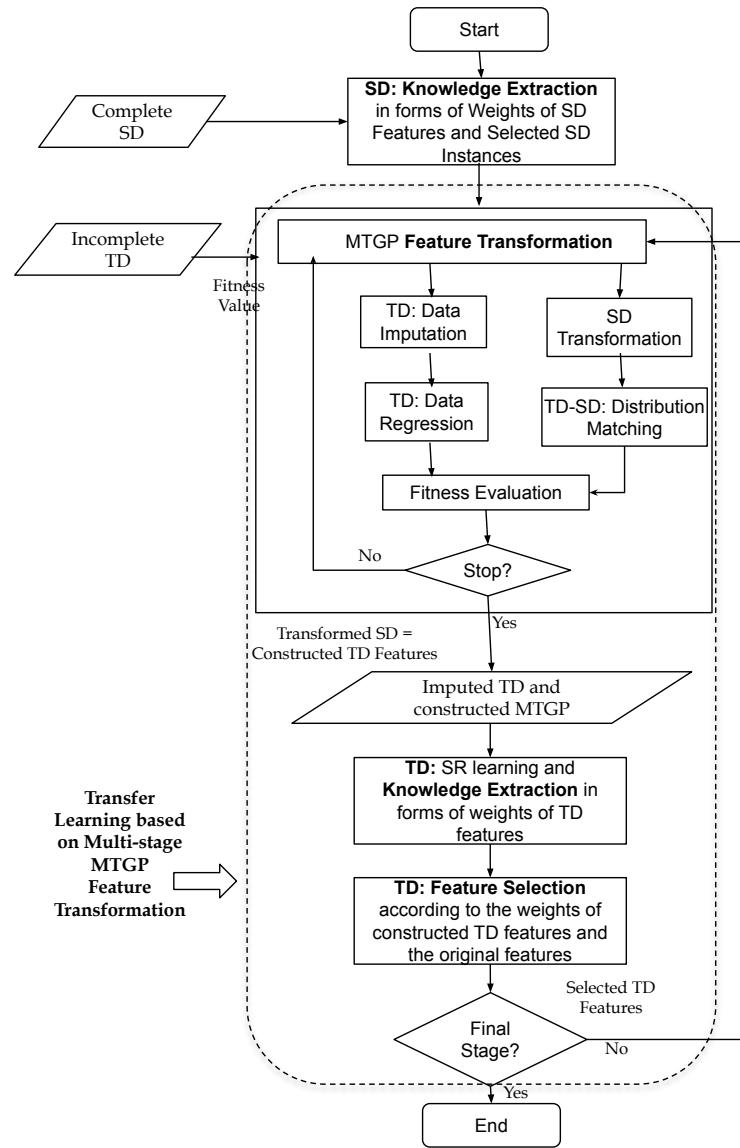 Start
SD: Knowledge Extraction
in forms of Weights of SD
Features and Selected SD
Instances
Complete
SD
Incomplete
TD
Fitness
Value
MTGP Feature Transformation
TD: Data
Imputation
SD
Transformation
TD: Data
Regression
TD-SD: Distribution
Matching
Fitness Evaluation
No
Stop?
Yes
Transformed SD =
Constructed TD Features
Imputed TD and
constructed MTGP
TD: SR learning and
Knowledge Extraction in
forms of weights of TD
features
Transfer
Learning based
on Multi-stage
MTGP
Feature
Transformation
TD: Feature Selection
according to the weights of
constructed TD features and
the original features
Selected TD
Features
Final
Stage?
No
Yes
End